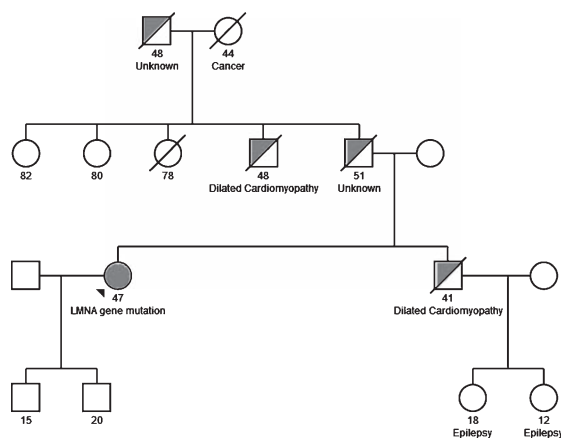 48
Unknown
44
Cancer
82
80
78
48
Dilated Cardiomyopathy
51
Unknown
47
LMNA gene mutation
41
Dilated Cardiomyopathy
15
20
18
Epilepsy
12
Epilepsy